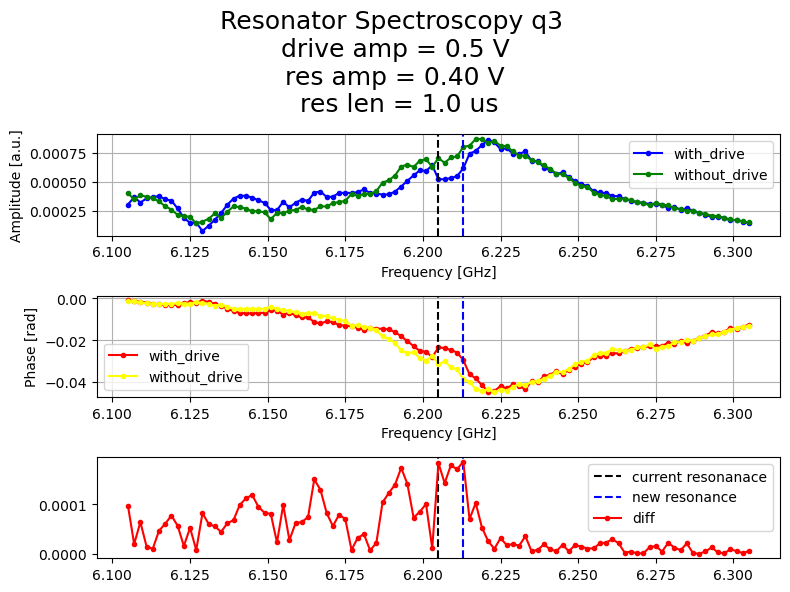 Resonator Spectroscopy q3
drive amp = 0.5 V
res amp = 0.40 V
res len = 1.0 us
Amplitude [a.u.]
0.00075
0.00050
0.00025
with_drive
without_drive
6.100 6.125 6.150 6.175 6.200 6.225 6.250 6.275 6.300
Frequency [GHz]
Phase [rad]
0.00
−0.02
−0.04
with_drive
without_drive
6.100 6.125 6.150 6.175 6.200 6.225 6.250 6.275 6.300
Frequency [GHz]
0.0001
0.0000
current resonanace
new resonance
diff
6.100 6.125 6.150 6.175 6.200 6.225 6.250 6.275 6.300